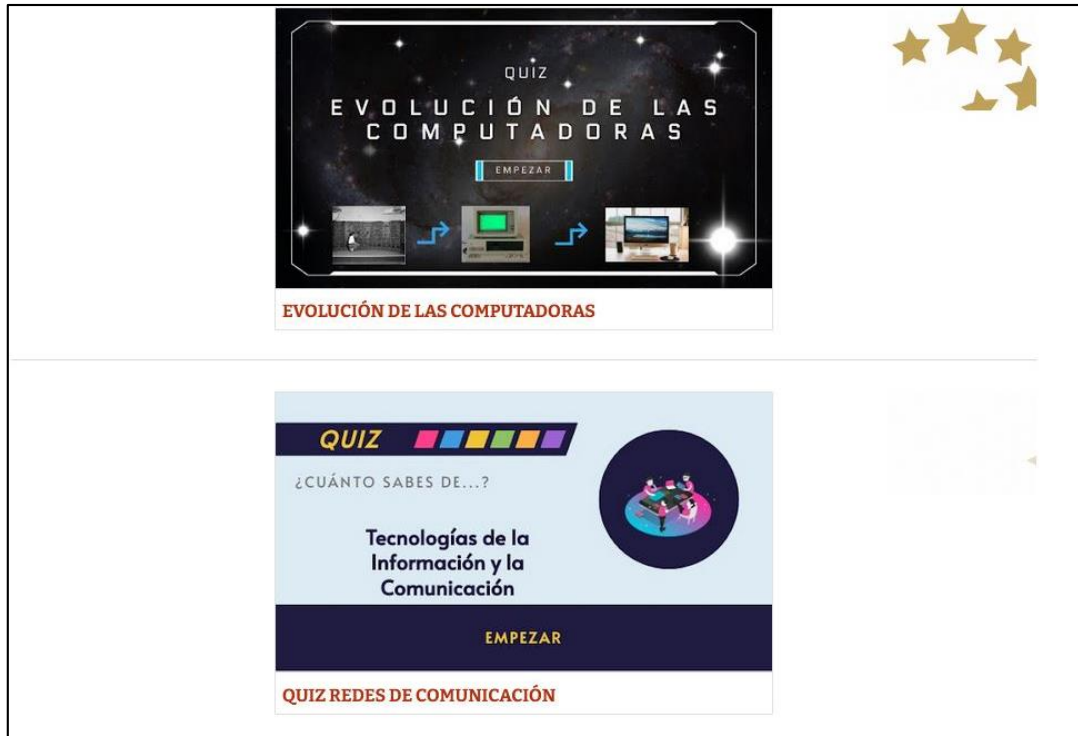 QUIZ
EVOLUCIÓN DE LAS
COMPUTADORAS
EMPEZAR
EVOLUCIÓN DE LAS COMPUTADORAS
QUIZ
¿CUÁNTO SABES DE...?
Tecnologías de la
Información y la
Comunicación
EMPEZAR
QUIZ REDES DE COMUNICACIÓN